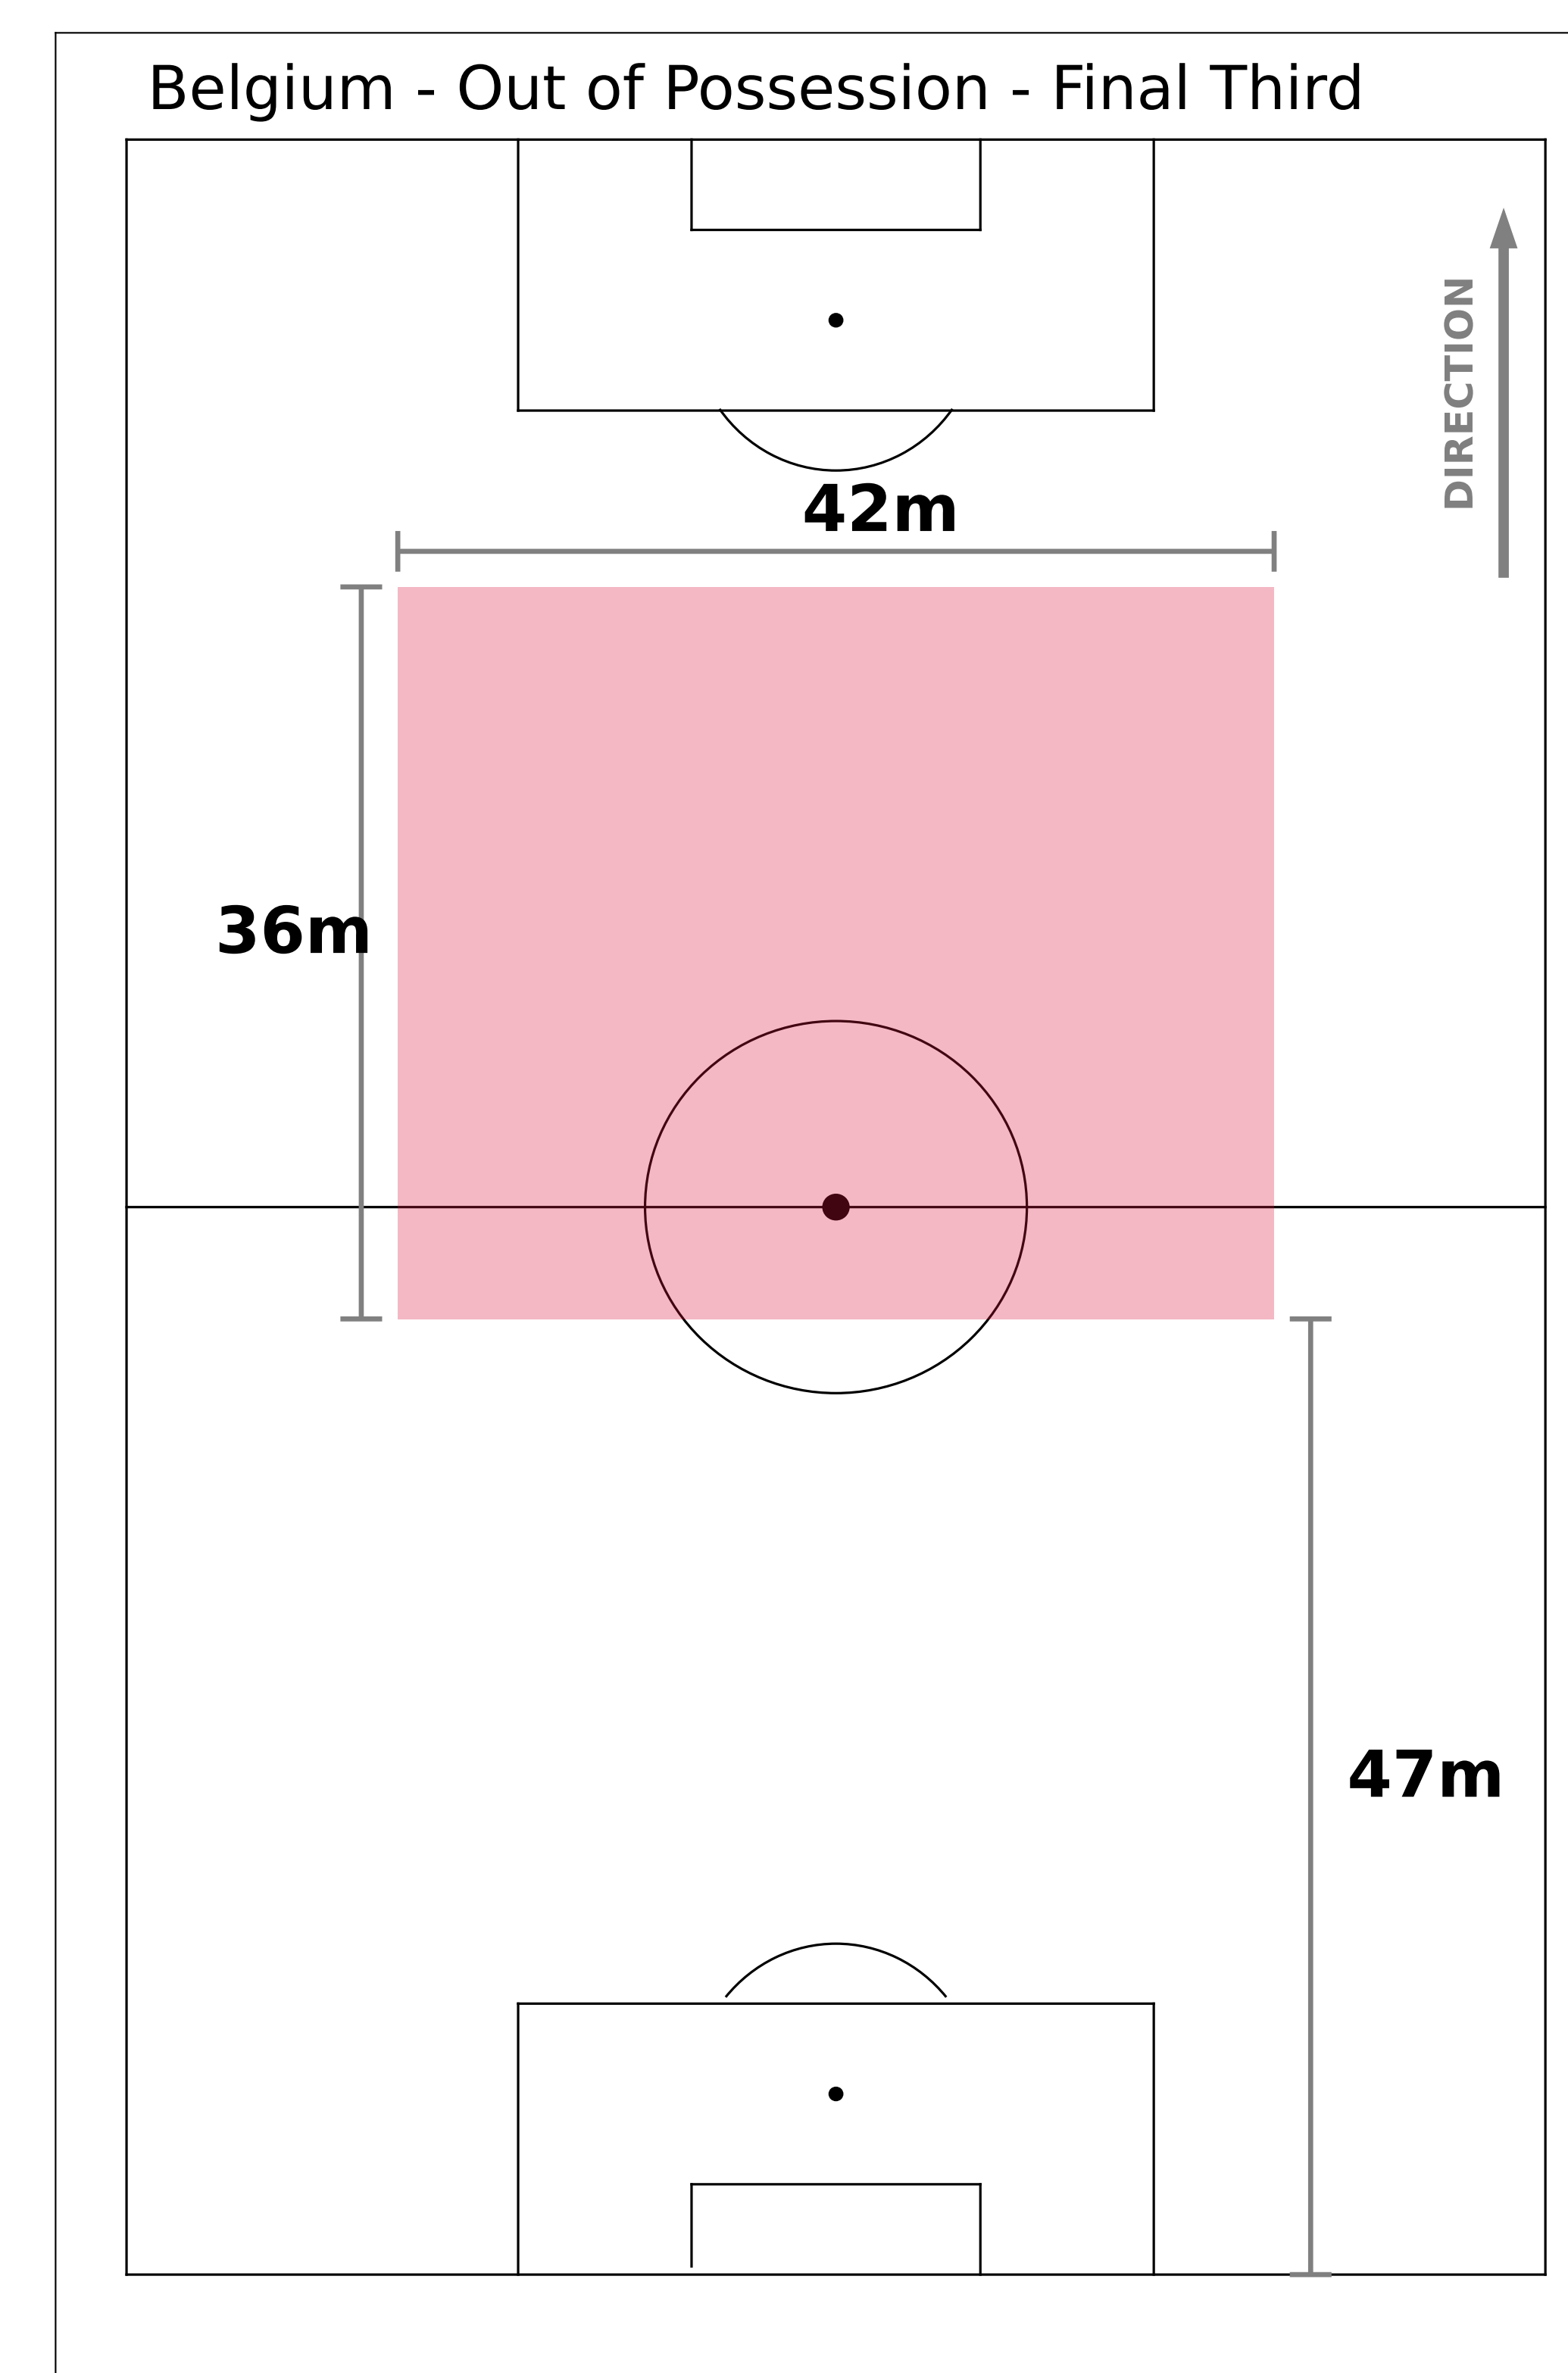 Belgium - Out of Possession - Final Third
DIRECTION
42m
36m
47m